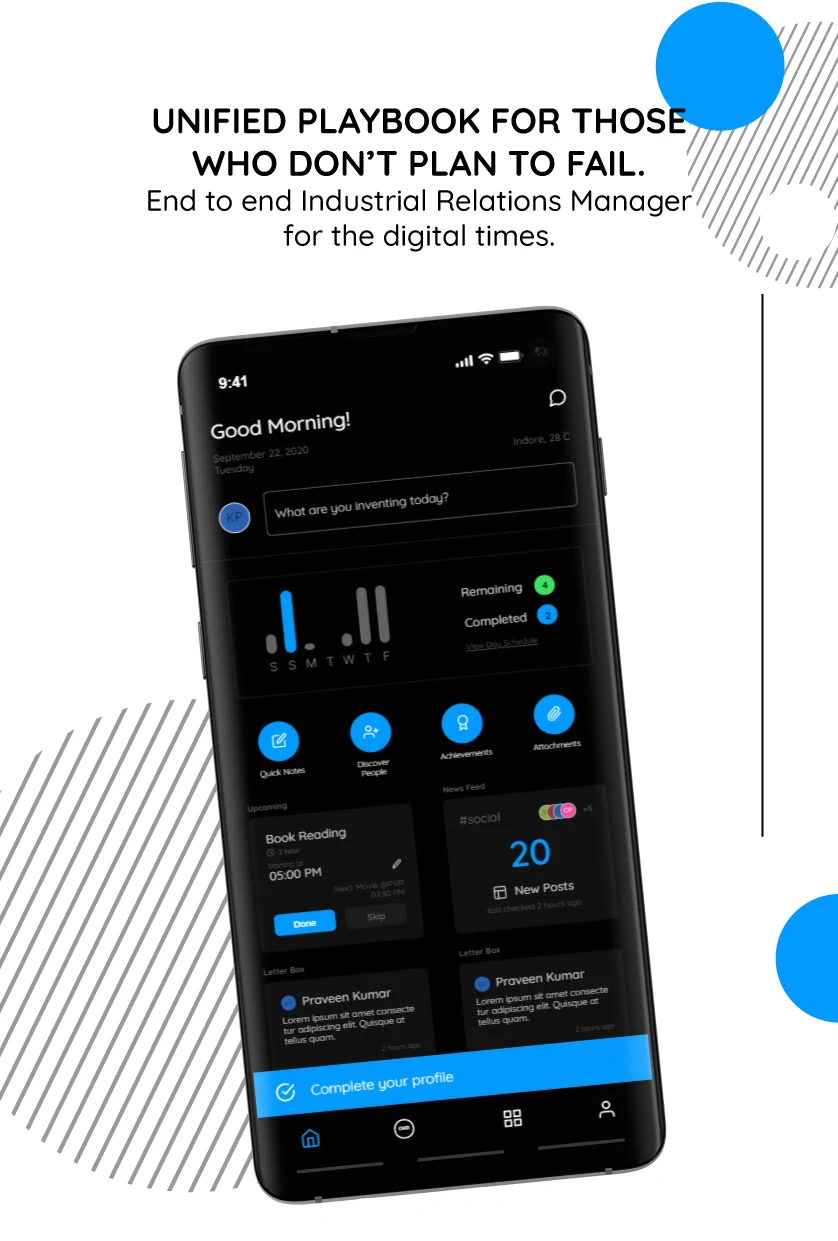 UNIFIED PLAYBOOK FOR THOSE
WHO DON'T PLAN TO FAIL.
End to end Industrial Relations Manager
for the digital times.
9:41
Good Morning!
September 22, 2020
Tuesday
Indore, 28 C
KP
What are you inventing today?
Remaining 4
Completed 2
View Day Schedule
S S M T W T F
Quick Notes
Discover
People
Achievements
Attachments
Upcoming
Book Reading
2 hour
Starting at
05:00 PM
Next: Movie @PVR
07:30 PM
Done
Skip
News Feed
#social
OP
+5
20
New Posts
last checked 2 hours ago
Letter Box
Praveen Kumar
Lorem ipsum sit amet consecte
tur adipiscing elit. Quisque at
tellus quam.
2 hours ago
Letter Box
Praveen Kumar
Lorem ipsum sit amet consecte
tur adipiscing elit. Quisque at
tellus quam.
2 hours ago
Complete your profile